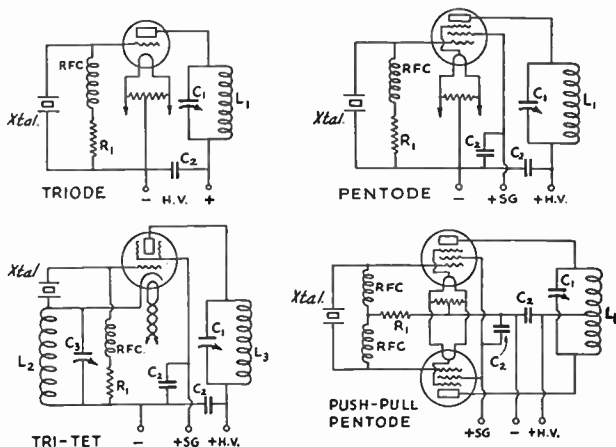 RFC
C1
L1
Xtal.
R1
C2
TRIODE
- H.V. +
RFC
C1
L1
Xtal.
R1
C2
C2
PENTODE
- +SG +H.V.
Xtal.
L2
C3
RFC.
R1
C2
C2
C1
L3
TRI-TET
- +SG +H.V.
Xtal.
RFC
R1
RFC
C2
C2
C1
PUSH-PULL
PENTODE
+SG - +H.V.